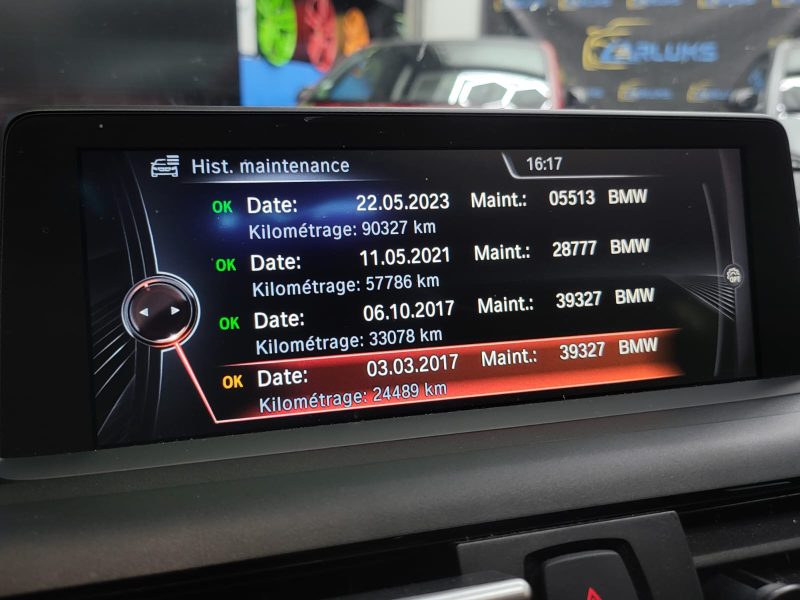 CARLUKS
Hist. maintenance 16:17
OK Date: 22.05.2023 Maint.: 05513 BMW
Kilométrage: 90327 km
OK Date: 11.05.2021 Maint.: 28777 BMW
Kilométrage: 57786 km
OK Date: 06.10.2017 Maint.: 39327 BMW
Kilométrage: 33078 km
OK Date: 03.03.2017 Maint.: 39327 BMW
Kilométrage: 24489 km